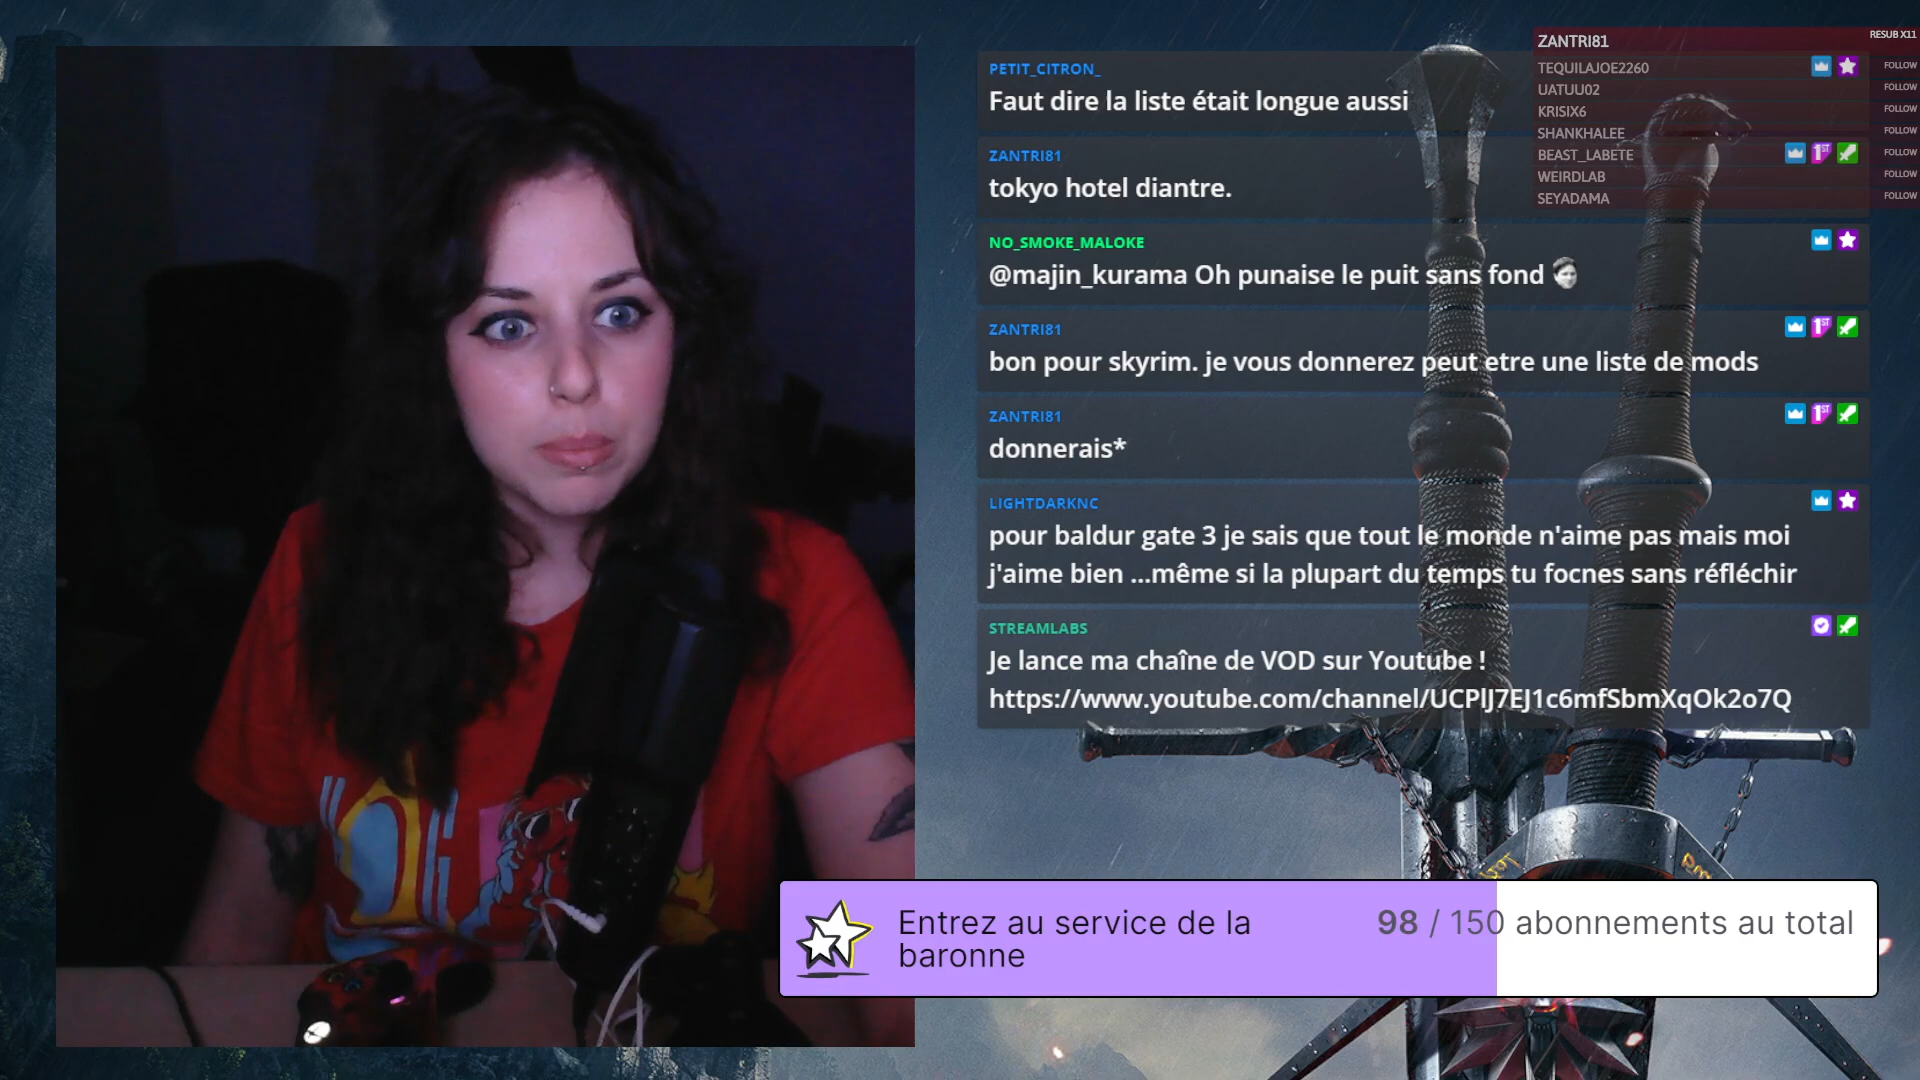 PETIT_CITRON_
Faut dire la liste était longue aussi
ZANTRI81
tokyo hotel diantre.
NO_SMOKE_MALOKE
@majin_kurama Oh punaise le puit sans fond
ZANTRI81
bon pour skyrim. je vous donnerez peut etre une liste de mods
ZANTRI81
donnerais*
LIGHTDARKNC
pour baldur gate 3 je sais que tout le monde n'aime pas mais moi
j'aime bien ...même si la plupart du temps tu focnes sans réfléchir
STREAMLABS
Je lance ma chaîne de VOD sur Youtube !
https://www.youtube.com/channel/UCPlJ7EJ1c6mfSbmXqOk2o7Q
ZANTRI81 RESUB X11
TEQUILAJOE2260 FOLLOW
UATUU02 FOLLOW
KRISIX6 FOLLOW
SHANKHALEE FOLLOW
BEAST_LABETE FOLLOW
WEIRDLAB FOLLOW
SEYADAMA FOLLOW
1ST
1ST
1ST
Entrez au service de la
baronne
98 / 150 abonnements au total